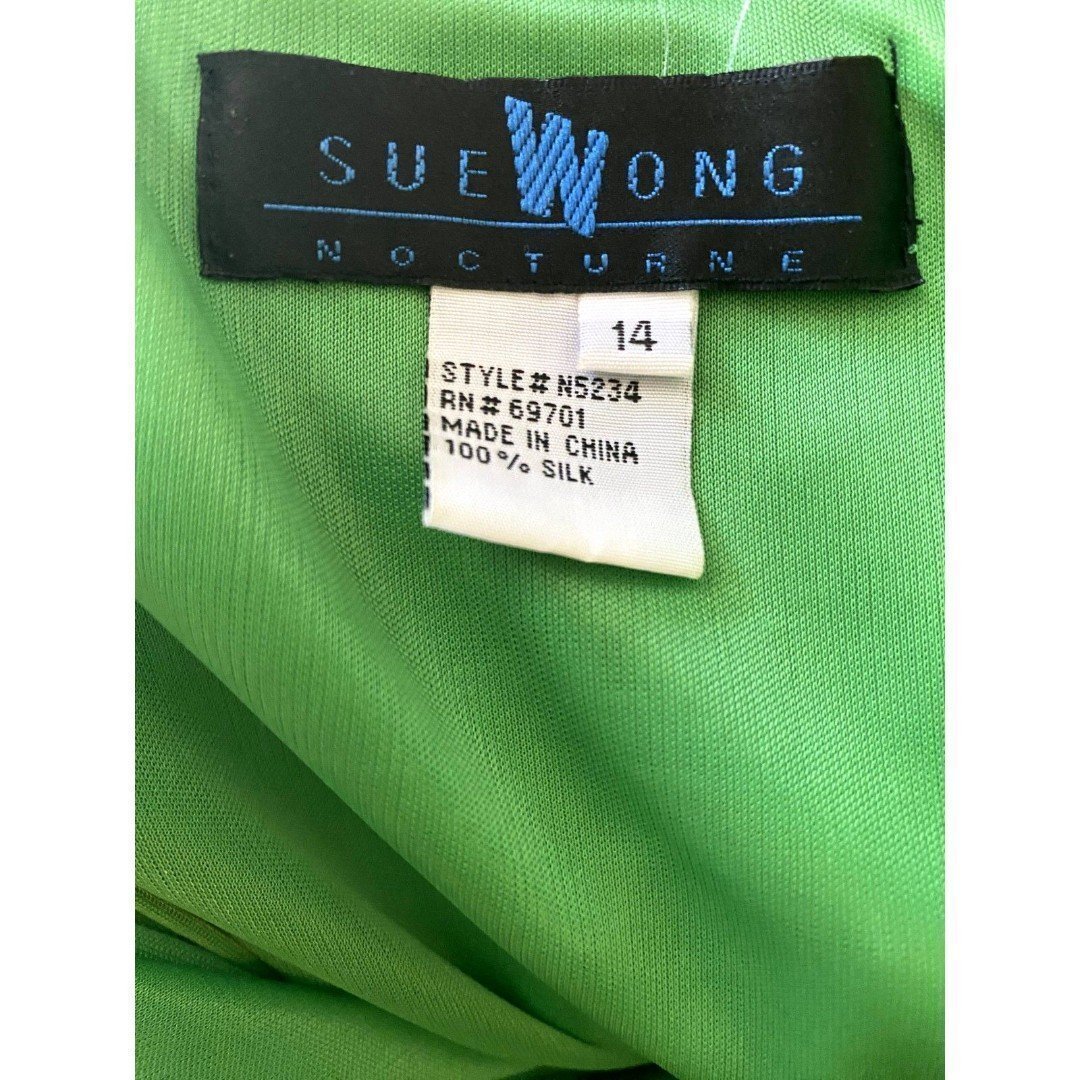 SUE WONG
NOCTURNE
14
STYLE# N5234
RN# 69701
MADE IN CHINA
100% SILK